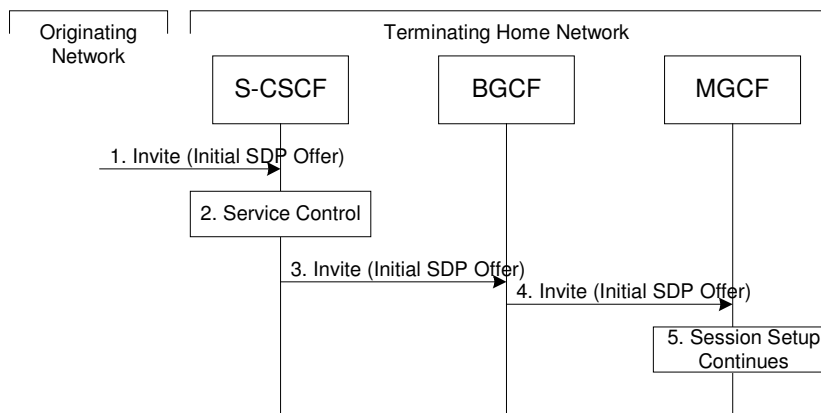 Originating
Network
Terminating Home Network
S-CSCF
BGCF
MGCF
1. Invite (Initial SDP Offer)
2. Service Control
3. Invite (Initial SDP Offer)
4. Invite (Initial SDP Offer)
5. Session Setup
Continues